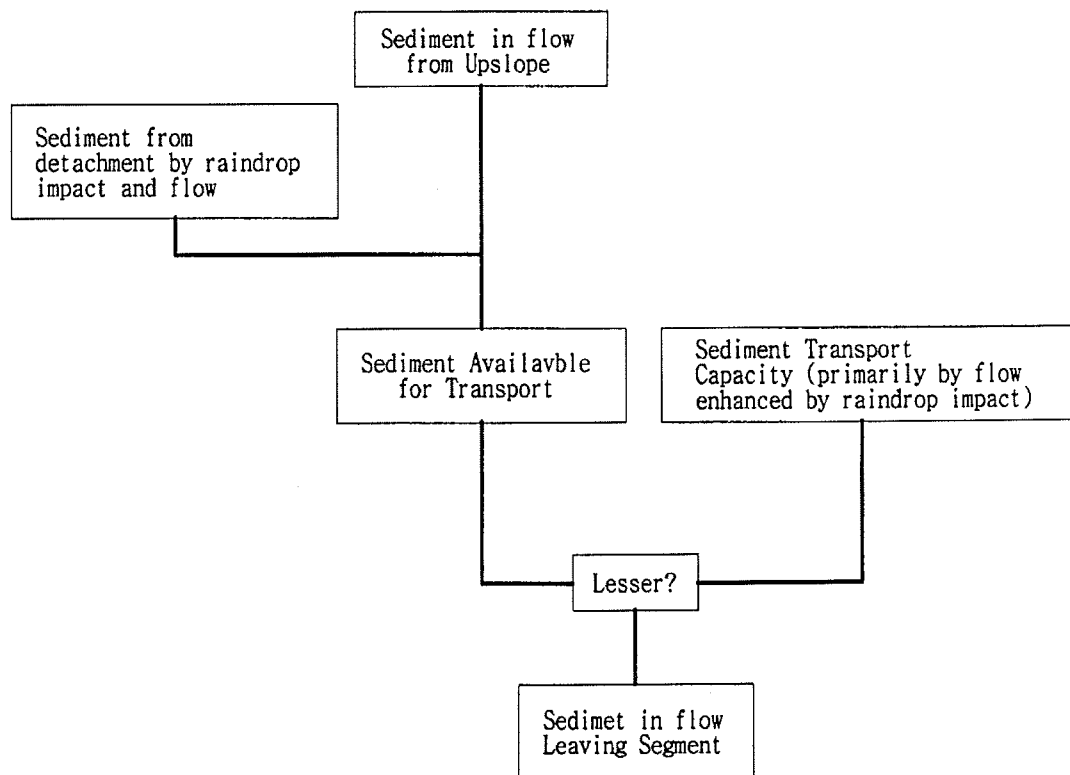 Sediment in flow
from Upslope
Sediment from
detachment by raindrop
impact and flow
Sediment Availavble
for Transport
Sediment Transport
Capacity (primarily by flow
enhanced by raindrop impact)
Lesser?
Sedimet in flow
Leaving Segment